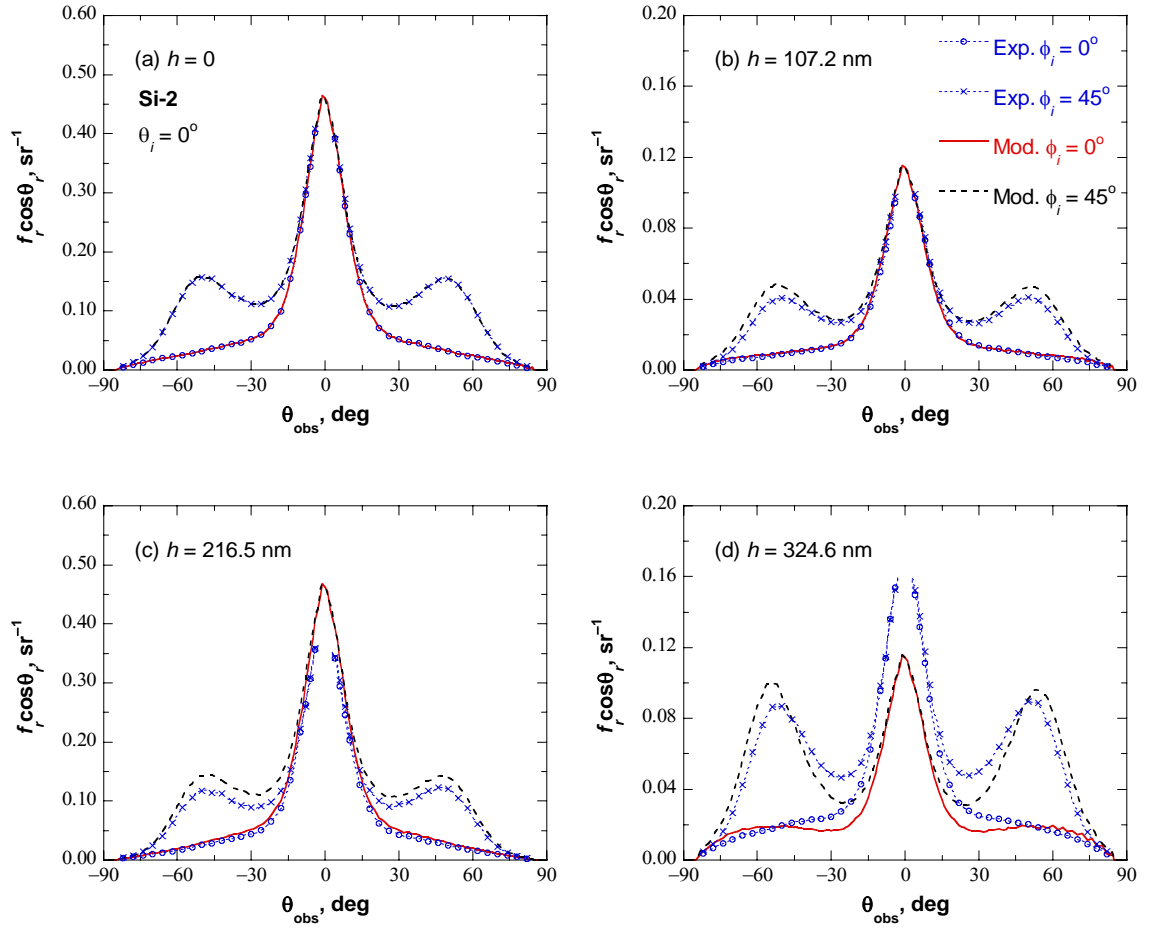 0.60
0.50
0.40
0.30
0.20
0.10
0.00
(a) h = 0
Si-2
θi = 0°
−90 −60 −30 0 30 60 90
θobs, deg
fr cosθr, sr−1
0.20
0.16
0.12
0.08
0.04
0.00
(b) h = 107.2 nm
Exp. ϕi = 0°
Exp. ϕi = 45°
Mod. ϕi = 0°
Mod. ϕi = 45°
−90 −60 −30 0 30 60 90
θobs, deg
fr cosθr, sr−1
0.60
0.50
0.40
0.30
0.20
0.10
0.00
(c) h = 216.5 nm
−90 −60 −30 0 30 60 90
θobs, deg
fr cosθr, sr−1
0.20
0.16
0.12
0.08
0.04
0.00
(d) h = 324.6 nm
−90 −60 −30 0 30 60 90
θobs, deg
fr cosθr, sr−1